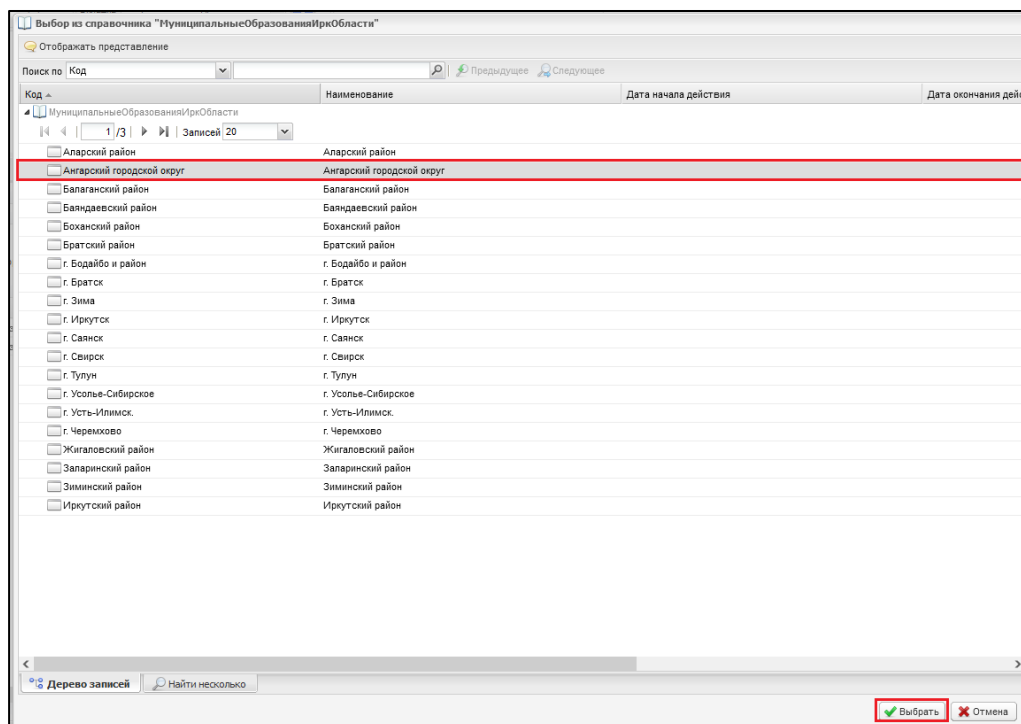 Выбор из справочника "МуниципальныеОбразованияИркОбласти"
Отображать представление
Поиск по Код Предыдущее Следующее
Код Наименование Дата начала действия Дата окончания дей
МуниципальныеОбразованияИркОбласти
1 /3 Записей 20
Аларский район Аларский район
Ангарский городской округ Ангарский городской округ
Балаганский район Балаганский район
Баяндаевский район Баяндаевский район
Боханский район Боханский район
Братский район Братский район
г. Бодайбо и район г. Бодайбо и район
г. Братск г. Братск
г. Зима г. Зима
г. Иркутск г. Иркутск
г. Саянск г. Саянск
г. Свирск г. Свирск
г. Тулун г. Тулун
г. Усолье-Сибирское г. Усолье-Сибирское
г. Усть-Илимск. г. Усть-Илимск.
г. Черемхово г. Черемхово
Жигаловский район Жигаловский район
Заларинский район Заларинский район
Зиминский район Зиминский район
Иркутский район Иркутский район
Дерево записей Найти несколько
Выбрать Отмена